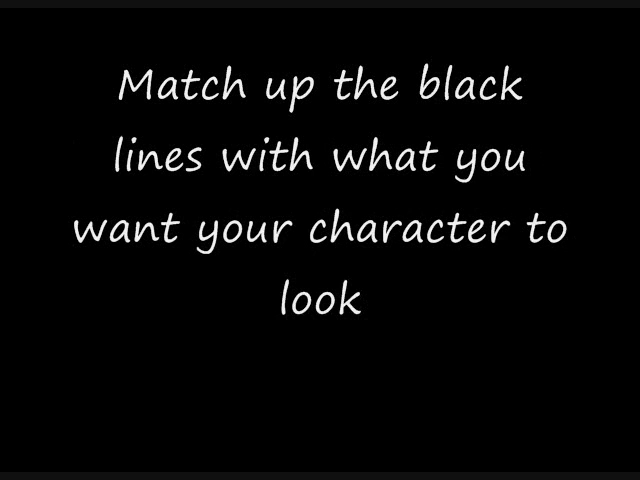 Match up the black
lines with what you
want your character to
look